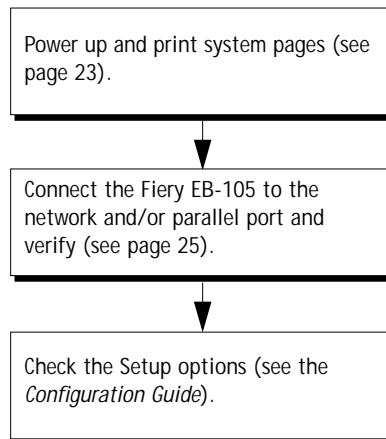 Power up and print system pages (see
page 23).
Connect the Fiery EB-105 to the
network and/or parallel port and
verify (see page 25).
Check the Setup options (see the
Configuration Guide).